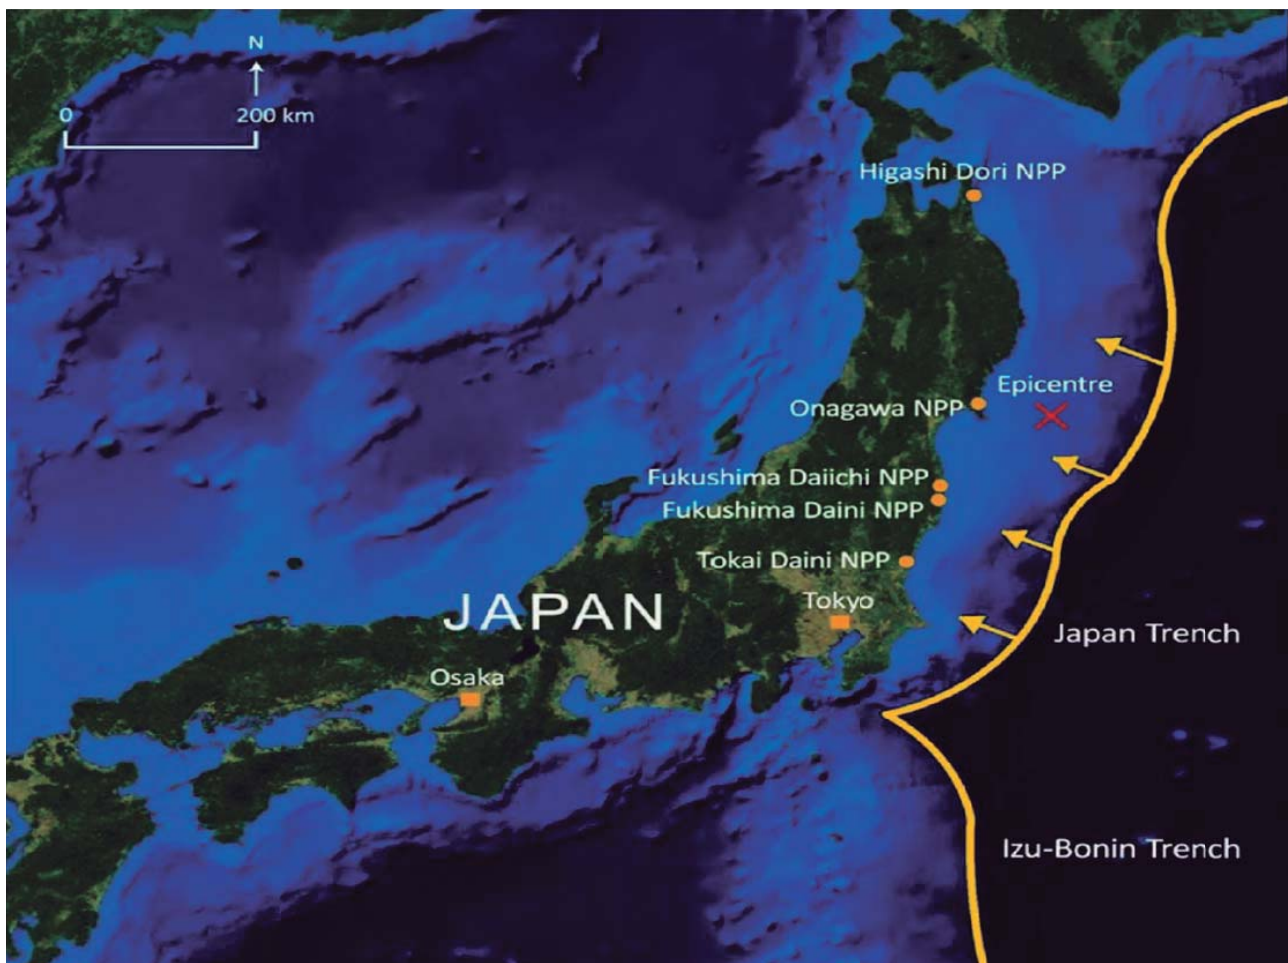 N
0
200 km
Higashi Dori NPP
Epicentre
Onagawa NPP
Fukushima Daiichi NPP
Fukushima Daini NPP
Tokai Daini NPP
JAPAN
Tokyo
Japan Trench
Osaka
Izu-Bonin Trench